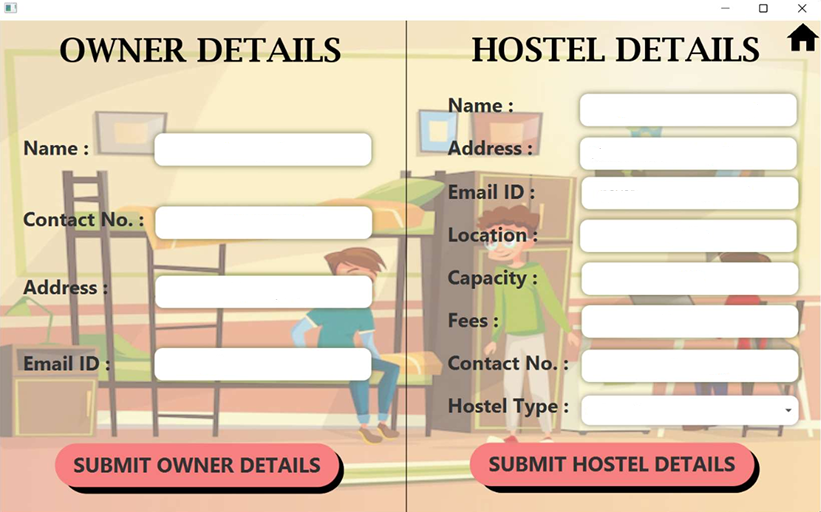 OWNER DETAILS
Name :
Contact No. :
Address :
Email ID :
SUBMIT OWNER DETAILS
HOSTEL DETAILS
Name :
Address :
Email ID :
Location :
Capacity :
Fees :
Contact No. :
Hostel Type :
SUBMIT HOSTEL DETAILS